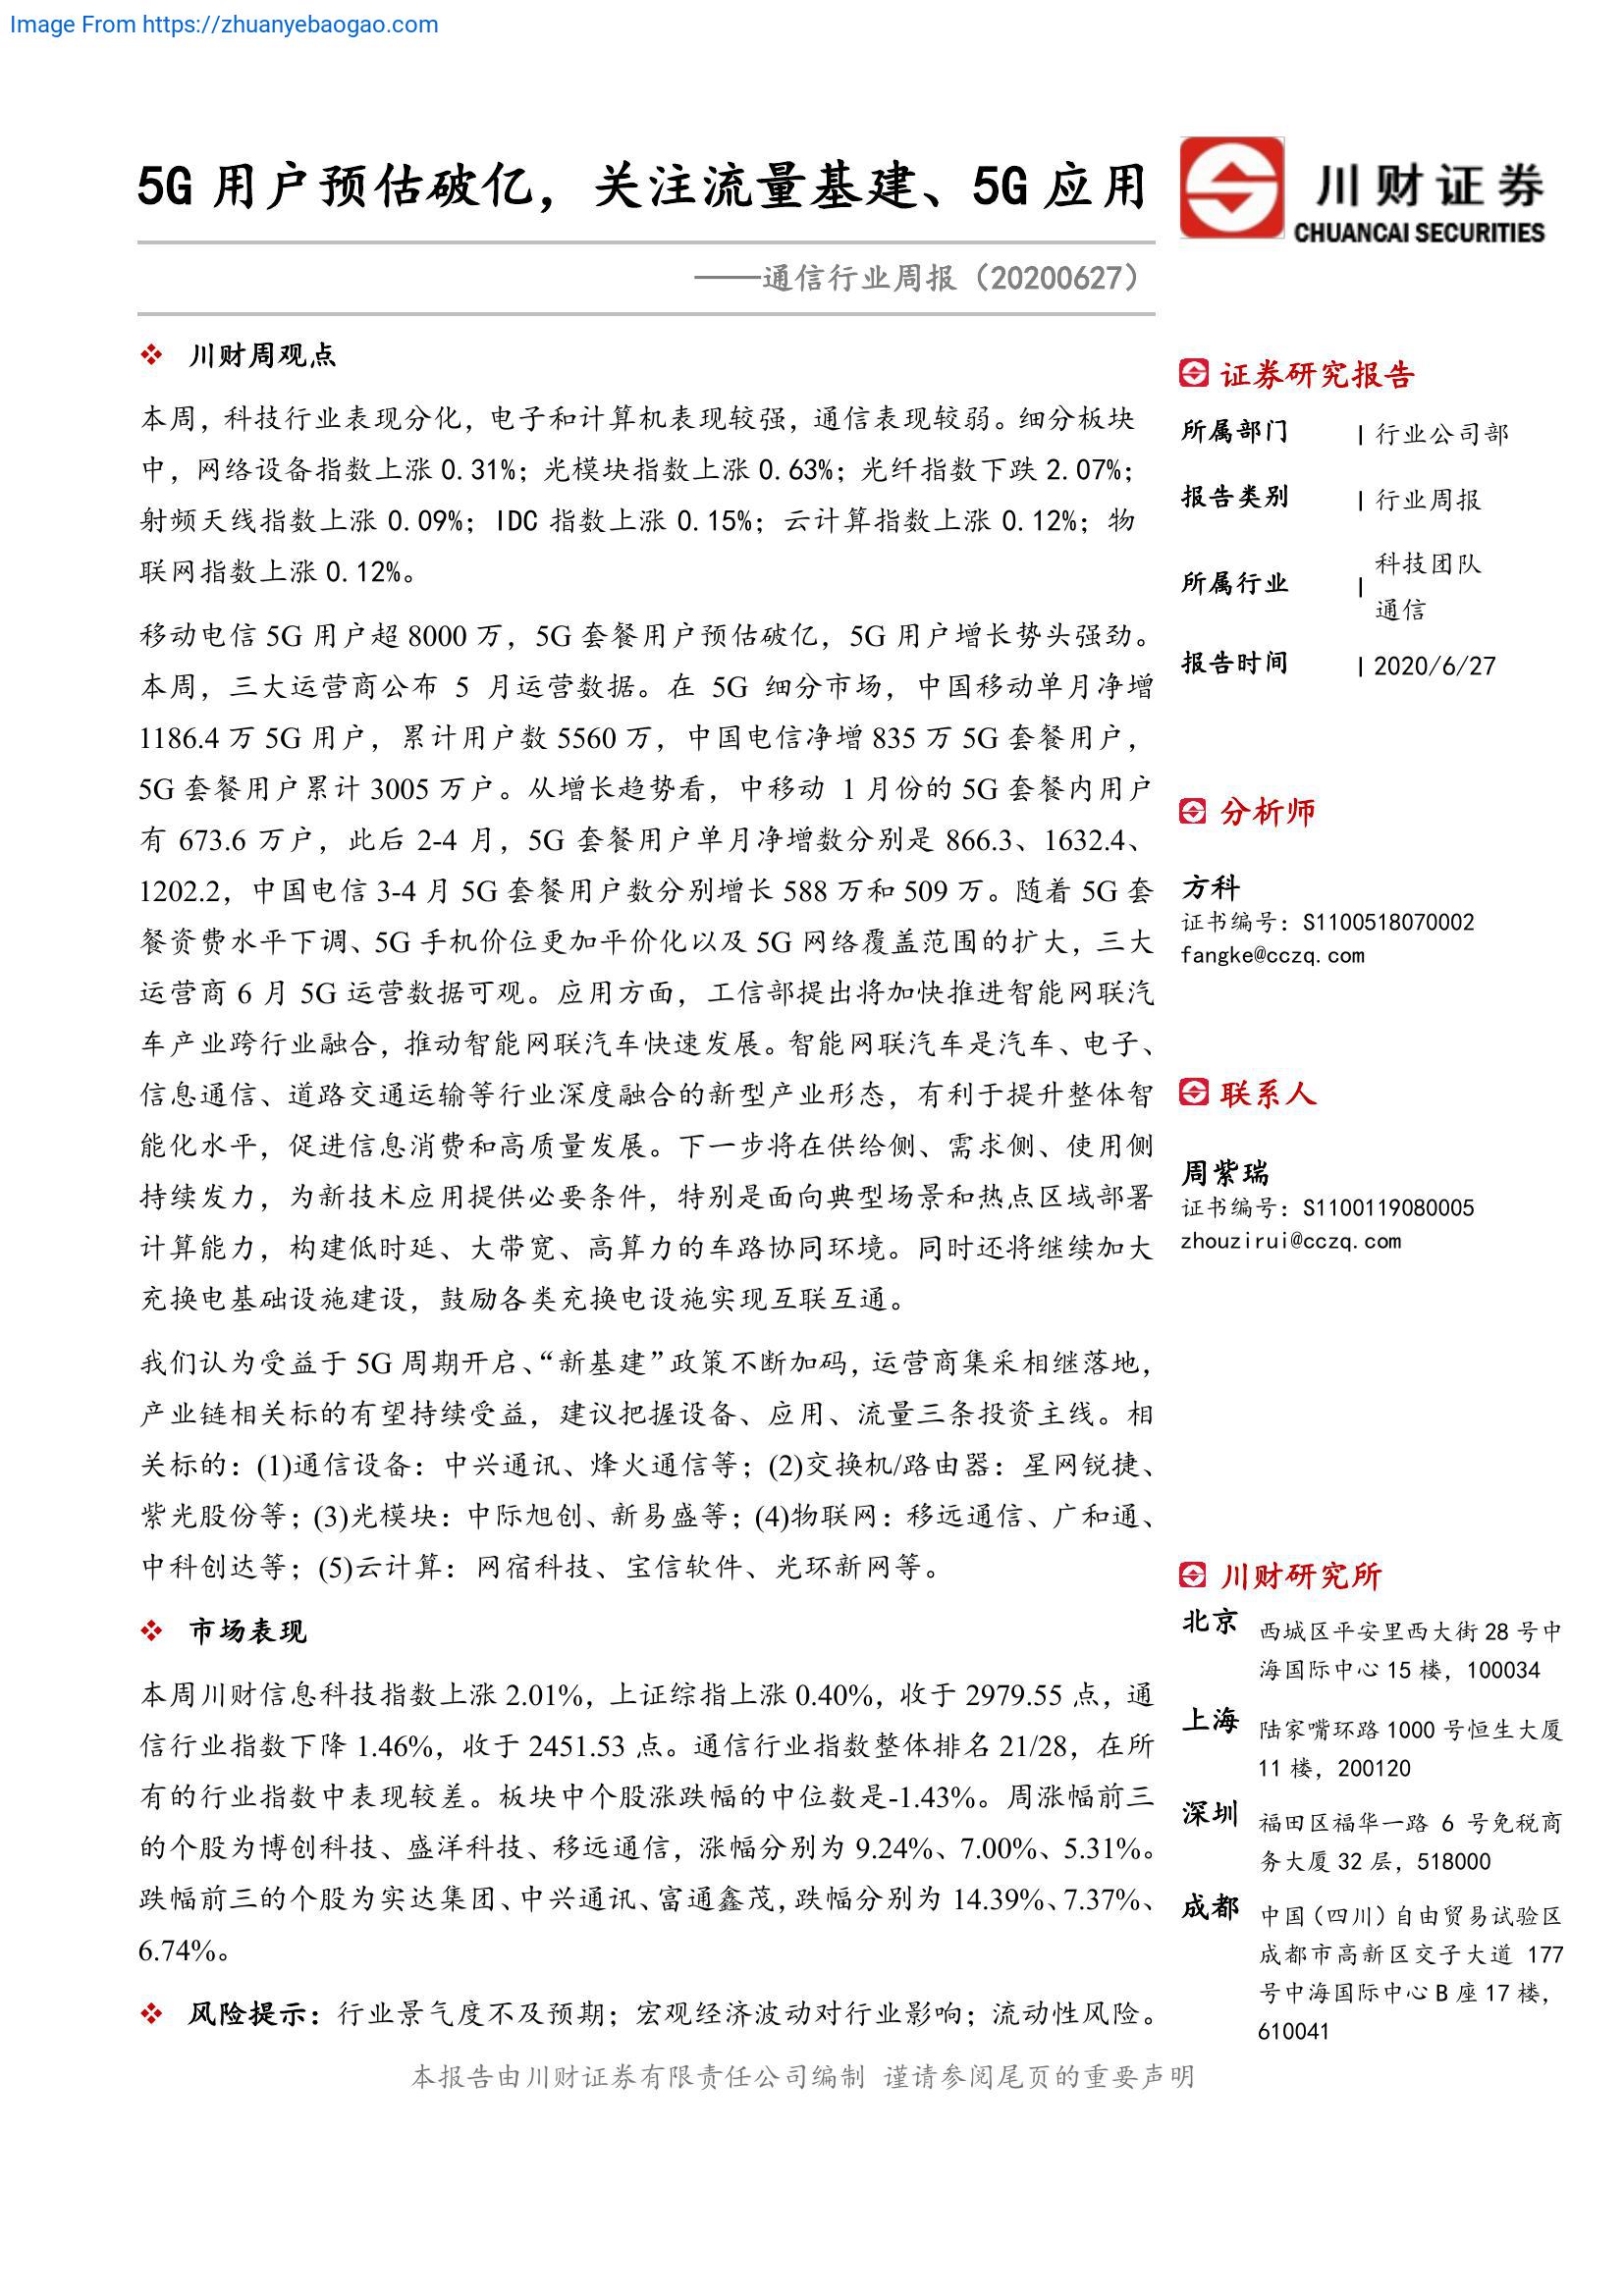 Image From https://zhuanyebaogao.com
5G 用户预估破亿，关注流量基建、5G 应用
川财证券
CHUANCAI SECURITIES
——通信行业周报（20200627）
❖ 川财周观点
本周，科技行业表现分化，电子和计算机表现较强，通信表现较弱。细分板块
中，网络设备指数上涨 0.31%；光模块指数上涨 0.63%；光纤指数下跌 2.07%；
射频天线指数上涨 0.09%；IDC 指数上涨 0.15%；云计算指数上涨 0.12%；物
联网指数上涨 0.12%。
移动电信 5G 用户超 8000 万，5G 套餐用户预估破亿，5G 用户增长势头强劲。
本周，三大运营商公布 5 月运营数据。在 5G 细分市场，中国移动单月净增
1186.4 万 5G 用户，累计用户数 5560 万，中国电信净增 835 万 5G 套餐用户，
5G 套餐用户累计 3005 万户。从增长趋势看，中移动 1 月份的 5G 套餐内用户
有 673.6 万户，此后 2-4 月，5G 套餐用户单月净增数分别是 866.3、1632.4、
1202.2，中国电信 3-4 月 5G 套餐用户数分别增长 588 万和 509 万。随着 5G 套
餐资费水平下调、5G 手机价位更加平价化以及 5G 网络覆盖范围的扩大，三大
运营商 6 月 5G 运营数据可观。应用方面，工信部提出将加快推进智能网联汽
车产业跨行业融合，推动智能网联汽车快速发展。智能网联汽车是汽车、电子、
信息通信、道路交通运输等行业深度融合的新型产业形态，有利于提升整体智
能化水平，促进信息消费和高质量发展。下一步将在供给侧、需求侧、使用侧
持续发力，为新技术应用提供必要条件，特别是面向典型场景和热点区域部署
计算能力，构建低时延、大带宽、高算力的车路协同环境。同时还将继续加大
充换电基础设施建设，鼓励各类充换电设施实现互联互通。
我们认为受益于 5G 周期开启、“新基建”政策不断加码，运营商集采相继落地，
产业链相关标的有望持续受益，建议把握设备、应用、流量三条投资主线。相
关标的：(1)通信设备：中兴通讯、烽火通信等；(2)交换机/路由器：星网锐捷、
紫光股份等；(3)光模块：中际旭创、新易盛等；(4)物联网：移远通信、广和通、
中科创达等；(5)云计算：网宿科技、宝信软件、光环新网等。
❖ 市场表现
本周川财信息科技指数上涨 2.01%，上证综指上涨 0.40%，收于 2979.55 点，通
信行业指数下降 1.46%，收于 2451.53 点。通信行业指数整体排名 21/28，在所
有的行业指数中表现较差。板块中个股涨跌幅的中位数是-1.43%。周涨幅前三
的个股为博创科技、盛洋科技、移远通信，涨幅分别为 9.24%、7.00%、5.31%。
跌幅前三的个股为实达集团、中兴通讯、富通鑫茂，跌幅分别为 14.39%、7.37%、
6.74%。
❖ 风险提示：行业景气度不及预期；宏观经济波动对行业影响；流动性风险。
证券研究报告
所属部门 | 行业公司部
报告类别 | 行业周报
所属行业 | 科技团队
通信
报告时间 | 2020/6/27
分析师
方科
证书编号：S1100518070002
fangke@cczq.com
联系人
周紫瑞
证书编号：S1100119080005
zhouzirui@cczq.com
川财研究所
北京 西城区平安里西大街 28 号中
海国际中心 15 楼，100034
上海 陆家嘴环路 1000 号恒生大厦
11 楼，200120
深圳 福田区福华一路 6 号免税商
务大厦 32 层，518000
成都 中国（四川）自由贸易试验区
成都市高新区交子大道 177
号中海国际中心 B 座 17 楼，
610041
本报告由川财证券有限责任公司编制 谨请参阅尾页的重要声明